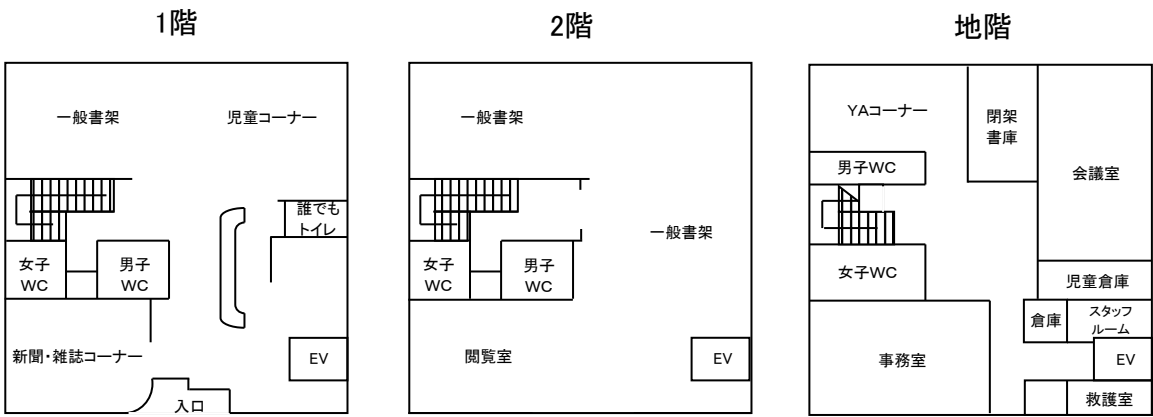 1階
一般書架
児童コーナー
誰でも
トイレ
女子
WC
男子
WC
新聞・雑誌コーナー
EV
入口
2階
一般書架
一般書架
女子
WC
男子
WC
閲覧室
EV
地階
YAコーナー
閉架
書庫
会議室
男子WC
女子WC
児童倉庫
倉庫
スタッフ
ルーム
事務室
EV
救護室